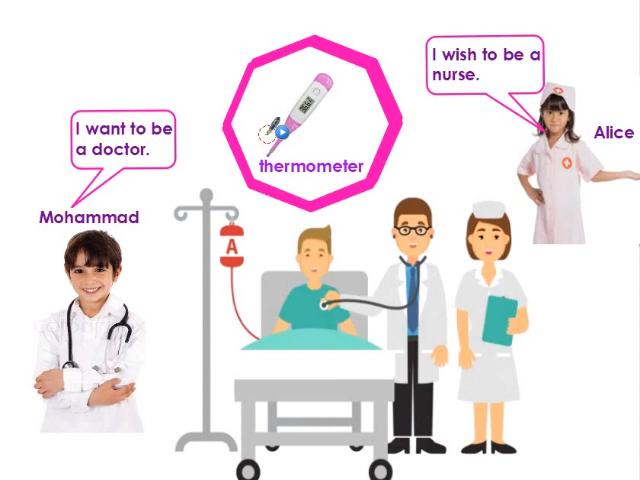 I wish to be a
nurse.
Alice
I want to be
a doctor.
thermometer
Mohammad
A